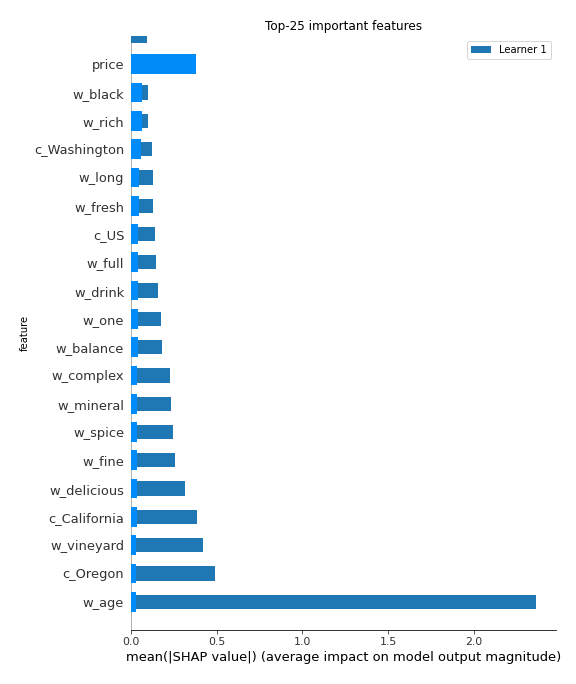 Top-25 important features
Learner 1
price
w_black
w_rich
c_Washington
w_long
w_fresh
c_US
w_full
w_drink
w_one
w_balance
w_complex
w_mineral
w_spice
w_fine
w_delicious
c_California
w_vineyard
c_Oregon
w_age
feature
0.0 0.5 1.0 1.5 2.0
mean(|SHAP value|) (average impact on model output magnitude)